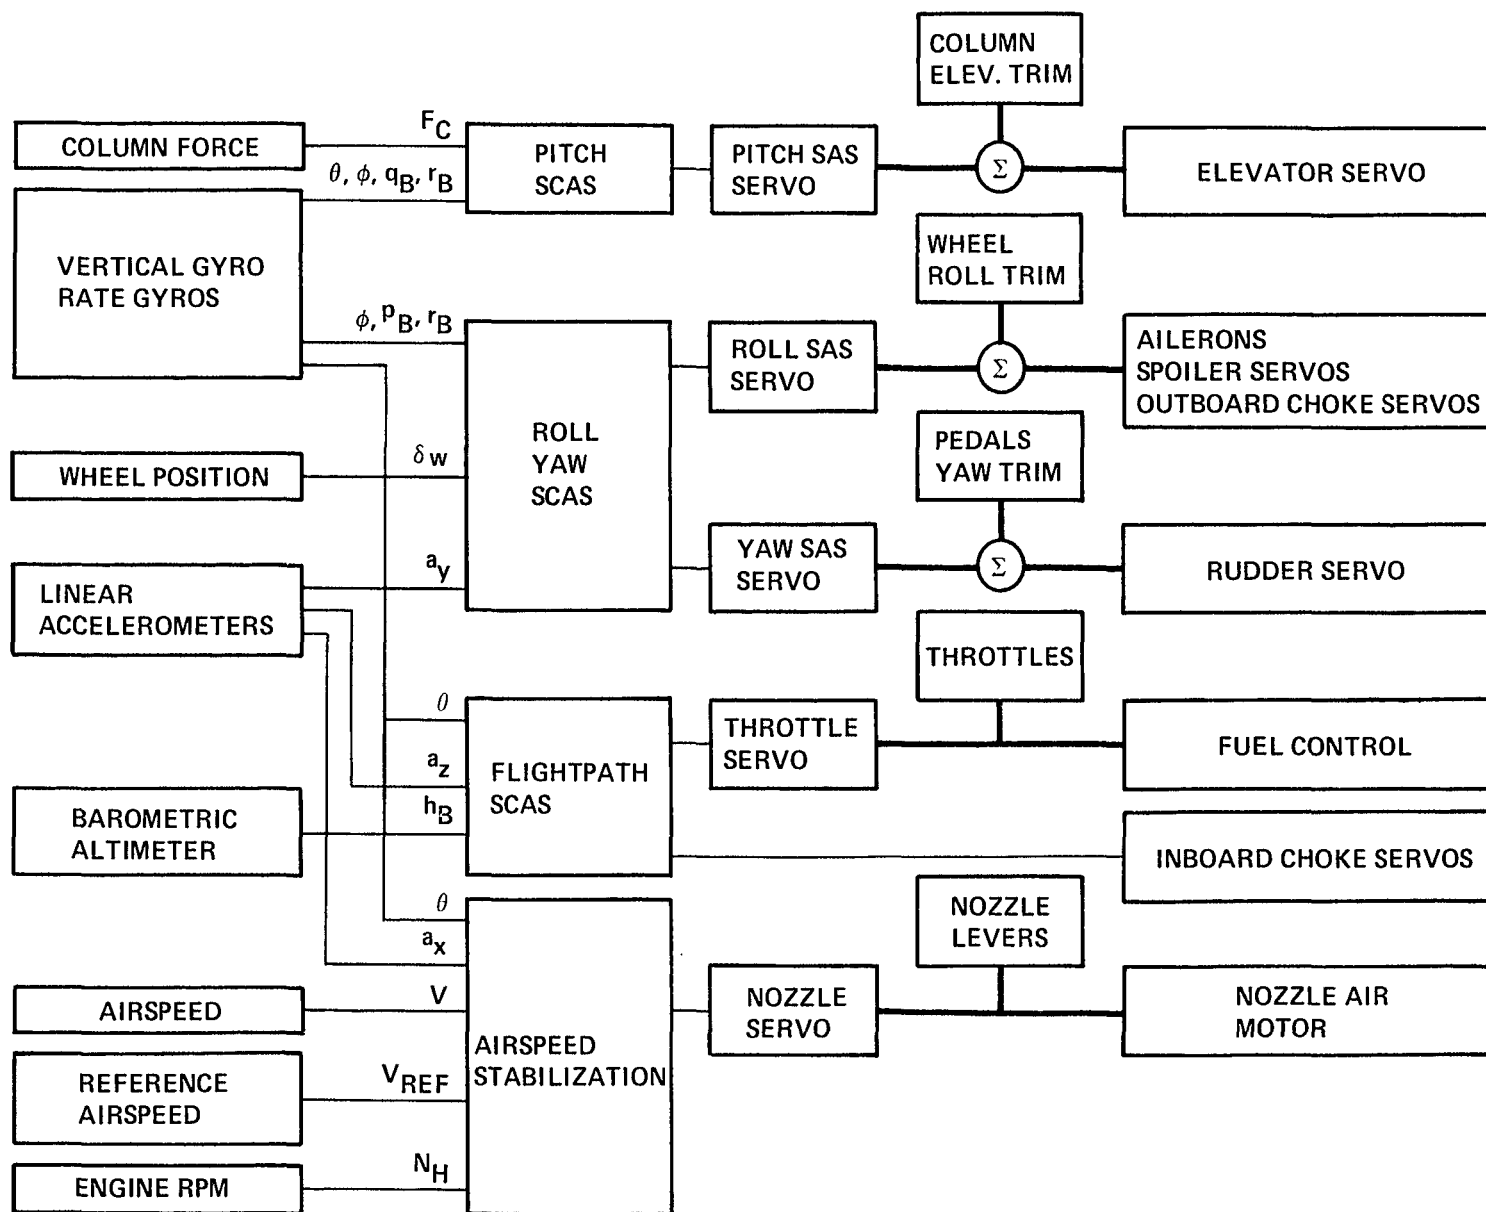 COLUMN
ELEV. TRIM
COLUMN FORCE
F_C
PITCH
SCAS
PITCH SAS
SERVO
Σ
ELEVATOR SERVO
θ, φ, q_B, r_B
VERTICAL GYRO
RATE GYROS
WHEEL
ROLL TRIM
φ, p_B, r_B
ROLL
YAW
SCAS
ROLL SAS
SERVO
Σ
AILERONS
SPOILER SERVOS
OUTBOARD CHOKE SERVOS
WHEEL POSITION
δw
PEDALS
YAW TRIM
LINEAR
ACCELEROMETERS
a_y
YAW SAS
SERVO
Σ
RUDDER SERVO
THROTTLES
θ
a_z
h_B
FLIGHTPATH
SCAS
THROTTLE
SERVO
FUEL CONTROL
BAROMETRIC
ALTIMETER
INBOARD CHOKE SERVOS
θ
a_x
NOZZLE
LEVERS
AIRSPEED
V
AIRSPEED
STABILIZATION
NOZZLE
SERVO
NOZZLE AIR
MOTOR
REFERENCE
AIRSPEED
V_REF
ENGINE RPM
N_H